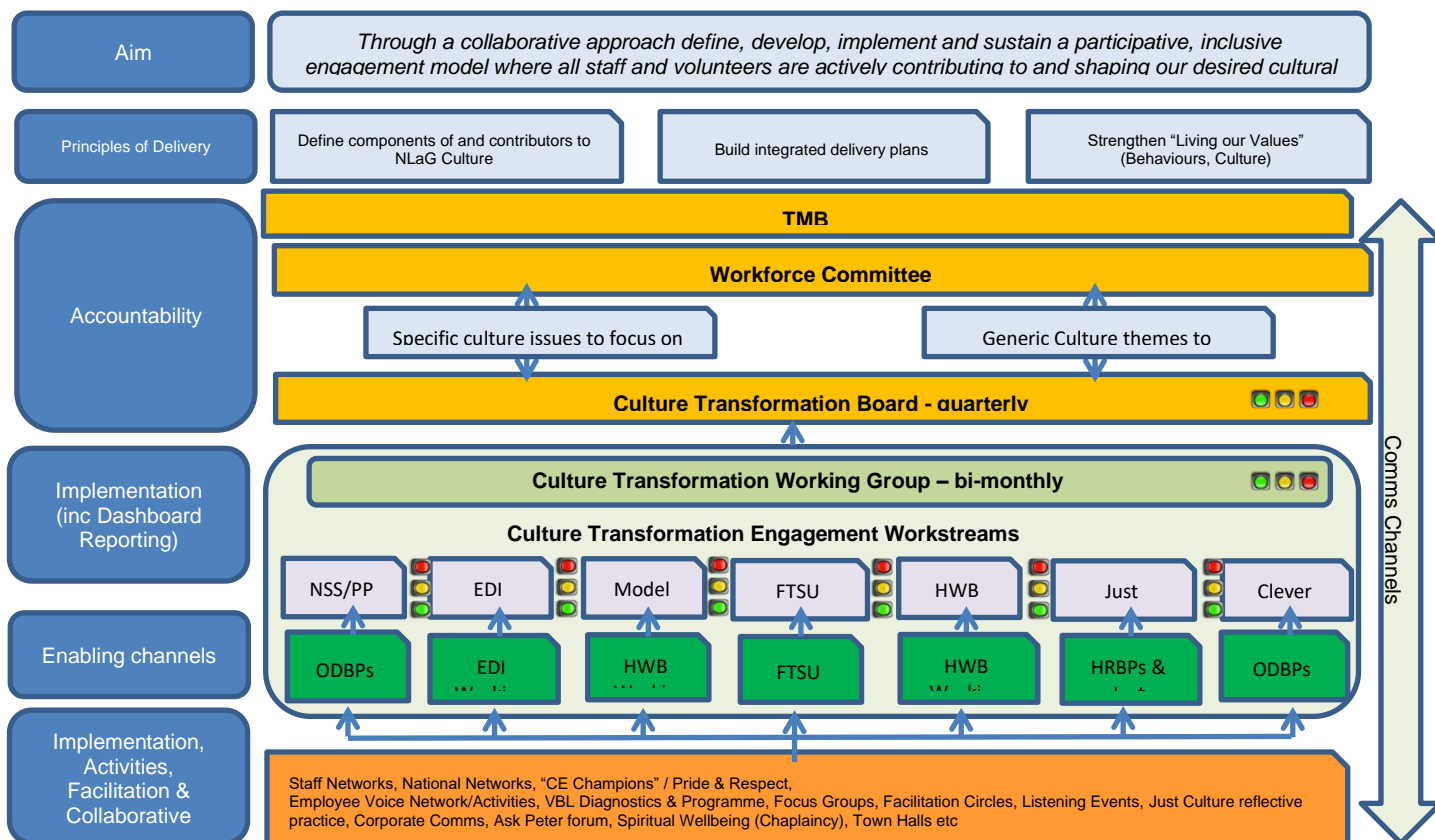 Aim
Through a collaborative approach define, develop, implement and sustain a participative, inclusive
engagement model where all staff and volunteers are actively contributing to and shaping our desired cultural
Principles of Delivery
Define components of and contributors to
NLaG Culture
Build integrated delivery plans
Strengthen “Living our Values”
(Behaviours, Culture)
Accountability
TMB
Workforce Committee
Specific culture issues to focus on
Generic Culture themes to
Culture Transformation Board - quarterly
Comms Channels
Implementation
(inc Dashboard
Reporting)
Culture Transformation Working Group – bi-monthly
Culture Transformation Engagement Workstreams
NSS/PP
EDI
Model
FTSU
HWB
Just
Clever
Enabling channels
ODBPs
EDI
HWB
FTSU
HWB
HRBPs &
ODBPs
Implementation,
Activities,
Facilitation &
Collaborative
Staff Networks, National Networks, “CE Champions” / Pride & Respect,
Employee Voice Network/Activities, VBL Diagnostics & Programme, Focus Groups, Facilitation Circles, Listening Events, Just Culture reflective
practice, Corporate Comms, Ask Peter forum, Spiritual Wellbeing (Chaplaincy), Town Halls etc